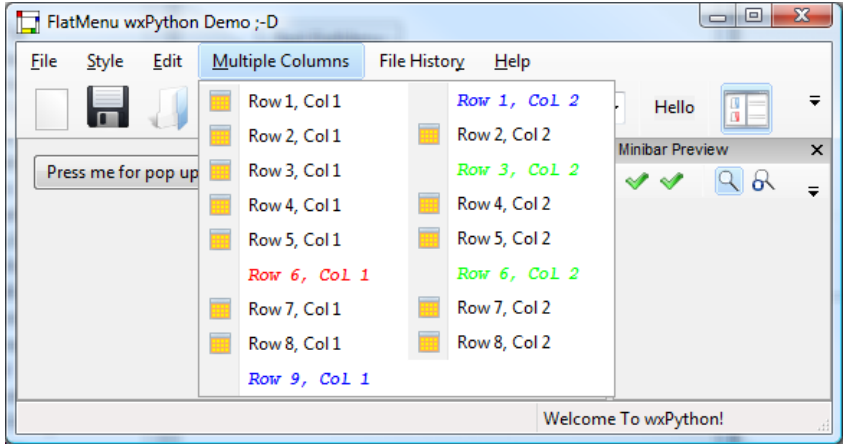 FlatMenu wxPython Demo ;-D
File Style Edit Multiple Columns File History Help
Hello
Row 1, Col 1 Row 1, Col 2
Row 2, Col 1 Row 2, Col 2
Row 3, Col 1 Row 3, Col 2
Row 4, Col 1 Row 4, Col 2
Row 5, Col 1 Row 5, Col 2
Row 6, Col 1 Row 6, Col 2
Row 7, Col 1 Row 7, Col 2
Row 8, Col 1 Row 8, Col 2
Row 9, Col 1
Press me for pop up
Minibar Preview
Welcome To wxPython!